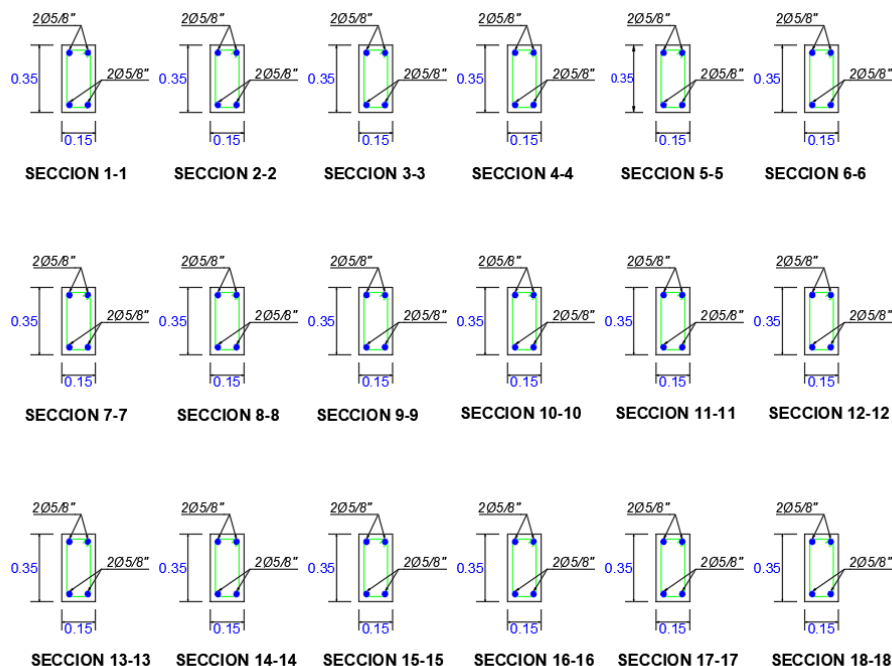 2Ø5/8" 2Ø5/8" 2Ø5/8" 2Ø5/8" 2Ø5/8" 2Ø5/8"
0.35 2Ø5/8" 0.35 2Ø5/8" 0.35 2Ø5/8" 0.35 2Ø5/8" 0.35 2Ø5/8" 0.35 2Ø5/8"
0.15 0.15 0.15 0.15 0.15 0.15
SECCION 1-1 SECCION 2-2 SECCION 3-3 SECCION 4-4 SECCION 5-5 SECCION 6-6
2Ø5/8" 2Ø5/8" 2Ø5/8" 2Ø5/8" 2Ø5/8" 2Ø5/8"
0.35 2Ø5/8" 0.35 2Ø5/8" 0.35 2Ø5/8" 0.35 2Ø5/8" 0.35 2Ø5/8" 0.35 2Ø5/8"
0.15 0.15 0.15 0.15 0.15 0.15
SECCION 7-7 SECCION 8-8 SECCION 9-9 SECCION 10-10 SECCION 11-11 SECCION 12-12
2Ø5/8" 2Ø5/8" 2Ø5/8" 2Ø5/8" 2Ø5/8" 2Ø5/8"
0.35 2Ø5/8" 0.35 2Ø5/8" 0.35 2Ø5/8" 0.35 2Ø5/8" 0.35 2Ø5/8" 0.35 2Ø5/8"
0.15 0.15 0.15 0.15 0.15 0.15
SECCION 13-13 SECCION 14-14 SECCION 15-15 SECCION 16-16 SECCION 17-17 SECCION 18-18